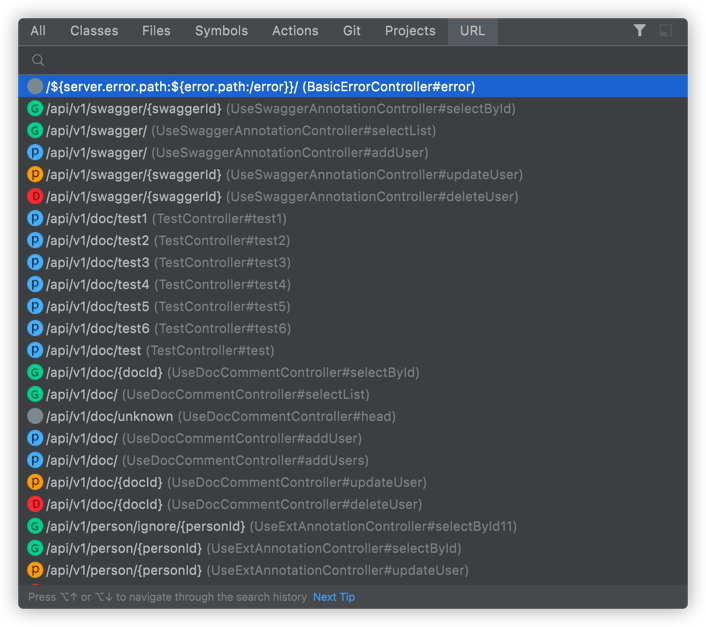 All Classes Files Symbols Actions Git Projects URL
/${server.error.path:${error.path:/error}}/ (BasicErrorController#error)
G /api/v1/swagger/{swaggerId} (UseSwaggerAnnotationController#selectById)
G /api/v1/swagger/ (UseSwaggerAnnotationController#selectList)
p /api/v1/swagger/ (UseSwaggerAnnotationController#addUser)
p /api/v1/swagger/{swaggerId} (UseSwaggerAnnotationController#updateUser)
D /api/v1/swagger/{swaggerId} (UseSwaggerAnnotationController#deleteUser)
p /api/v1/doc/test1 (TestController#test1)
p /api/v1/doc/test2 (TestController#test2)
p /api/v1/doc/test3 (TestController#test3)
p /api/v1/doc/test4 (TestController#test4)
p /api/v1/doc/test5 (TestController#test5)
p /api/v1/doc/test6 (TestController#test6)
p /api/v1/doc/test (TestController#test)
G /api/v1/doc/{docId} (UseDocCommentController#selectById)
G /api/v1/doc/ (UseDocCommentController#selectList)
/api/v1/doc/unknown (UseDocCommentController#head)
p /api/v1/doc/ (UseDocCommentController#addUser)
p /api/v1/doc/ (UseDocCommentController#addUsers)
p /api/v1/doc/{docId} (UseDocCommentController#updateUser)
D /api/v1/doc/{docId} (UseDocCommentController#deleteUser)
G /api/v1/person/ignore/{personId} (UseExtAnnotationController#selectById11)
G /api/v1/person/{personId} (UseExtAnnotationController#selectById)
p /api/v1/person/{personId} (UseExtAnnotationController#updateUser)
Press ⌥↑ or ⌥↓ to navigate through the search history Next Tip